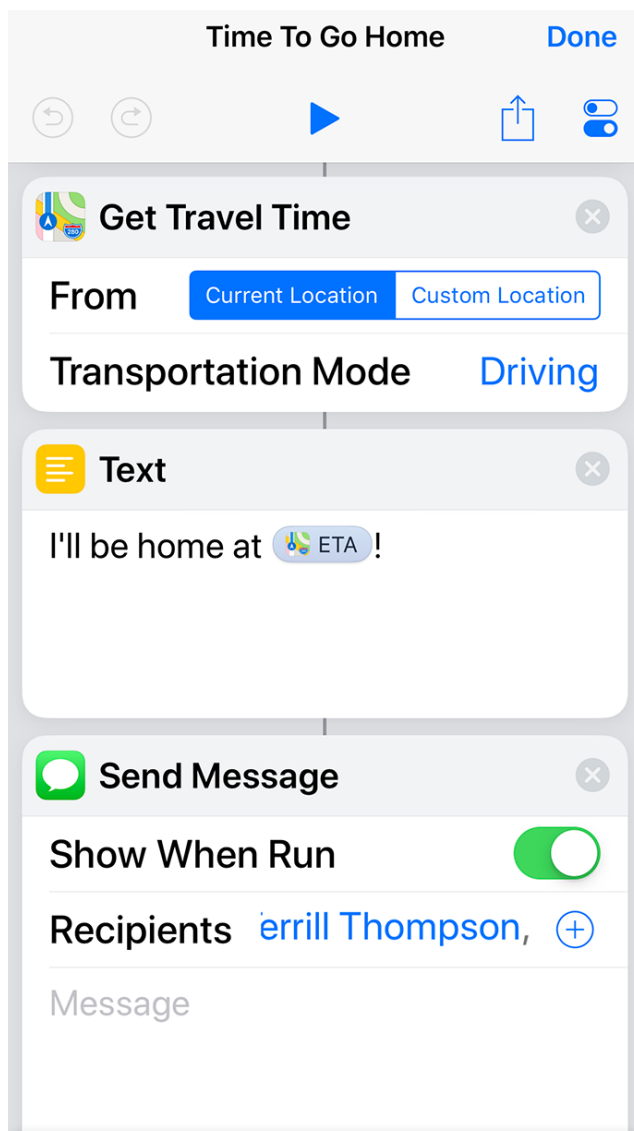 Time To Go Home Done
Get Travel Time
From Current Location Custom Location
Transportation Mode Driving
Text
I'll be home at ETA!
Send Message
Show When Run
Recipients errill Thompson,
Message